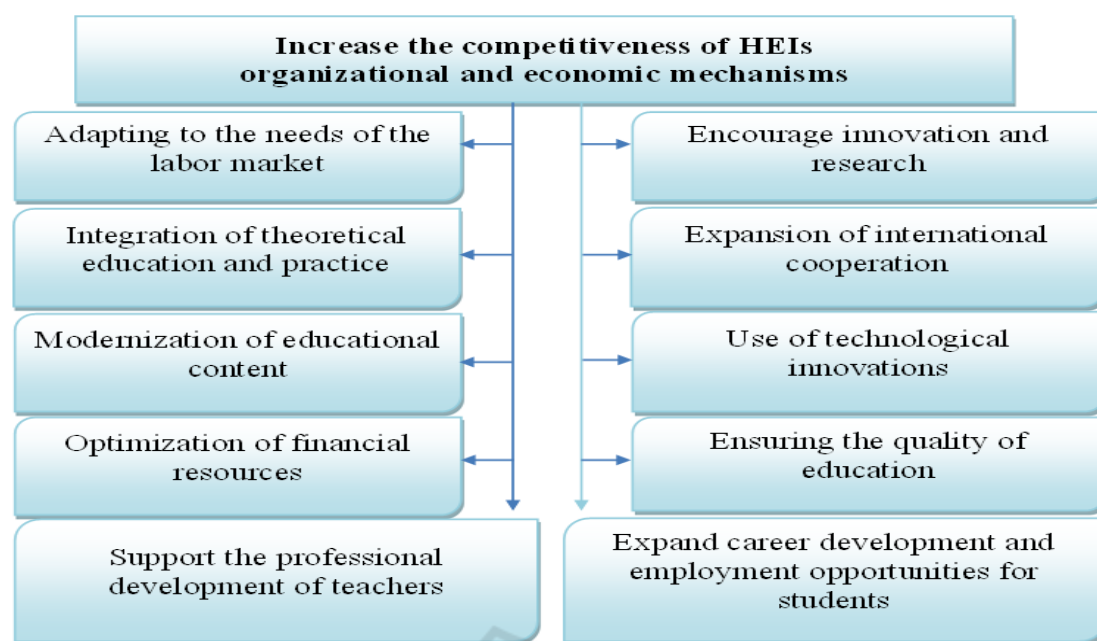 Increase the competitiveness of HEIs
organizational and economic mechanisms
Adapting to the needs of the
labor market
Encourage innovation and
research
Integration of theoretical
education and practice
Expansion of international
cooperation
Modernization of educational
content
Use of technological
innovations
Optimization of financial
resources
Ensuring the quality of
education
Support the professional
development of teachers
Expand career development and
employment opportunities for
students